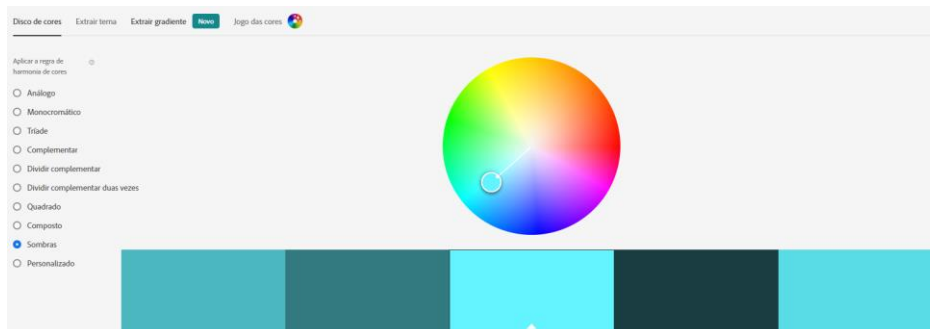 Disco de cores Extrair tema Extrair gradiente Novo Jogo das cores
Aplicar a regra de
harmonia de cores
Análogo
Monocromático
Tríade
Complementar
Dividir complementar
Dividir complementar duas vezes
Quadrado
Composto
Sombras
Personalizado